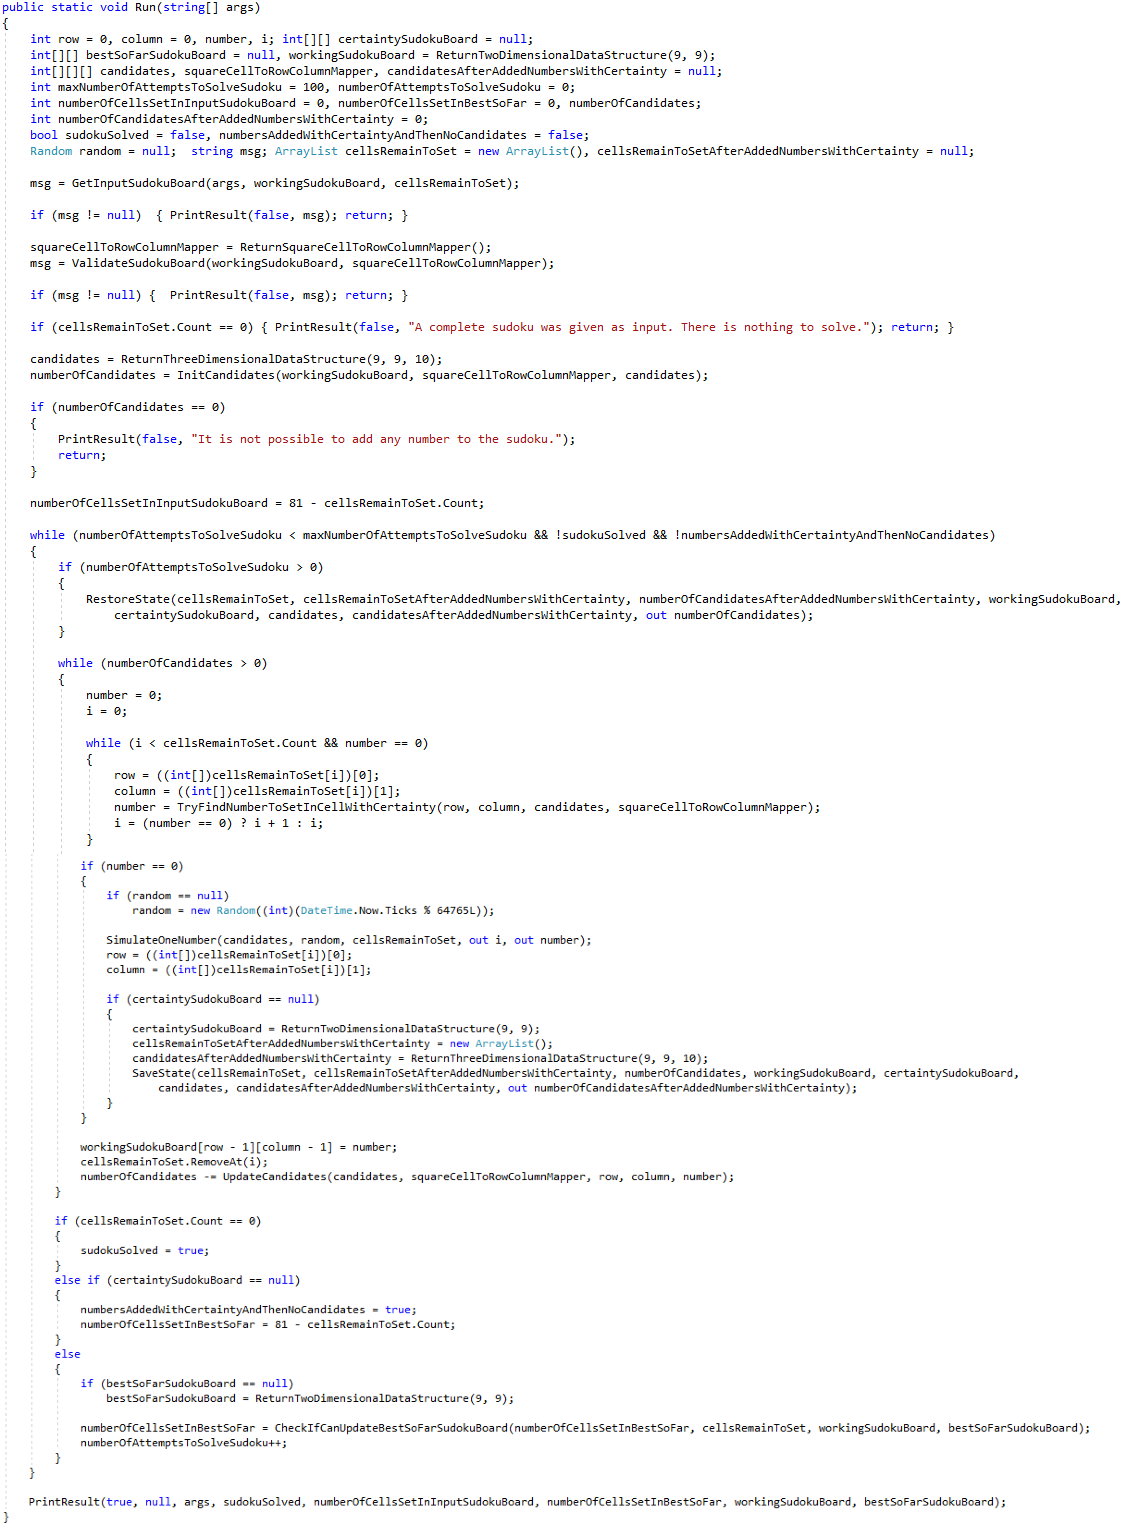 public static void Run(string[] args)
{
int row = 0, column = 0, number, i; int[][] certaintySudokuBoard = null;
int[][] bestSoFarSudokuBoard = null, workingSudokuBoard = ReturnTwoDimensionalDataStructure(9, 9);
int[][][] candidates, squareCellToRowColumnMapper, candidatesAfterAddedNumbersWithCertainty = null;
int maxNumberOfAttemptsToSolveSudoku = 100, numberOfAttemptsToSolveSudoku = 0;
int numberOfCellsSetInInputSudokuBoard = 0, numberOfCellsSetInBestSoFar = 0, numberOfCandidates;
int numberOfCandidatesAfterAddedNumbersWithCertainty = 0;
bool sudokuSolved = false, numbersAddedWithCertaintyAndThenNoCandidates = false;
Random random = null;  string msg; ArrayList cellsRemainToSet = new ArrayList(), cellsRemainToSetAfterAddedNumbersWithCertainty = null;
msg = GetInputSudokuBoard(args, workingSudokuBoard, cellsRemainToSet);
if (msg != null)  { PrintResult(false, msg); return; }
squareCellToRowColumnMapper = ReturnSquareCellToRowColumnMapper();
msg = ValidateSudokuBoard(workingSudokuBoard, squareCellToRowColumnMapper);
if (msg != null) {  PrintResult(false, msg); return; }
if (cellsRemainToSet.Count == 0) { PrintResult(false, "A complete sudoku was given as input. There is nothing to solve."); return; }
candidates = ReturnThreeDimensionalDataStructure(9, 9, 10);
numberOfCandidates = InitCandidates(workingSudokuBoard, squareCellToRowColumnMapper, candidates);
if (numberOfCandidates == 0)
{
PrintResult(false, "It is not possible to add any number to the sudoku.");
return;
}
numberOfCellsSetInInputSudokuBoard = 81 - cellsRemainToSet.Count;
while (numberOfAttemptsToSolveSudoku < maxNumberOfAttemptsToSolveSudoku && !sudokuSolved && !numbersAddedWithCertaintyAndThenNoCandidates)
{
if (numberOfAttemptsToSolveSudoku > 0)
{
RestoreState(cellsRemainToSet, cellsRemainToSetAfterAddedNumbersWithCertainty, numberOfCandidatesAfterAddedNumbersWithCertainty, workingSudokuBoard,
certaintySudokuBoard, candidates, candidatesAfterAddedNumbersWithCertainty, out numberOfCandidates);
}
while (numberOfCandidates > 0)
{
number = 0;
i = 0;
while (i < cellsRemainToSet.Count && number == 0)
{
row = ((int[])cellsRemainToSet[i])[0];
column = ((int[])cellsRemainToSet[i])[1];
number = TryFindNumberToSetInCellWithCertainty(row, column, candidates, squareCellToRowColumnMapper);
i = (number == 0) ? i + 1 : i;
}
if (number == 0)
{
if (random == null)
random = new Random((int)(DateTime.Now.Ticks % 64765L));
SimulateOneNumber(candidates, random, cellsRemainToSet, out i, out number);
row = ((int[])cellsRemainToSet[i])[0];
column = ((int[])cellsRemainToSet[i])[1];
if (certaintySudokuBoard == null)
{
certaintySudokuBoard = ReturnTwoDimensionalDataStructure(9, 9);
cellsRemainToSetAfterAddedNumbersWithCertainty = new ArrayList();
candidatesAfterAddedNumbersWithCertainty = ReturnThreeDimensionalDataStructure(9, 9, 10);
SaveState(cellsRemainToSet, cellsRemainToSetAfterAddedNumbersWithCertainty, numberOfCandidates, workingSudokuBoard, certaintySudokuBoard,
candidates, candidatesAfterAddedNumbersWithCertainty, out numberOfCandidatesAfterAddedNumbersWithCertainty);
}
}
workingSudokuBoard[row - 1][column - 1] = number;
cellsRemainToSet.RemoveAt(i);
numberOfCandidates -= UpdateCandidates(candidates, squareCellToRowColumnMapper, row, column, number);
}
if (cellsRemainToSet.Count == 0)
{
sudokuSolved = true;
}
else if (certaintySudokuBoard == null)
{
numbersAddedWithCertaintyAndThenNoCandidates = true;
numberOfCellsSetInBestSoFar = 81 - cellsRemainToSet.Count;
}
else
{
if (bestSoFarSudokuBoard == null)
bestSoFarSudokuBoard = ReturnTwoDimensionalDataStructure(9, 9);
numberOfCellsSetInBestSoFar = CheckIfCanUpdateBestSoFarSudokuBoard(numberOfCellsSetInBestSoFar, cellsRemainToSet, workingSudokuBoard, bestSoFarSudokuBoard);
numberOfAttemptsToSolveSudoku++;
}
}
PrintResult(true, null, args, sudokuSolved, numberOfCellsSetInInputSudokuBoard, numberOfCellsSetInBestSoFar, workingSudokuBoard, bestSoFarSudokuBoard);
}